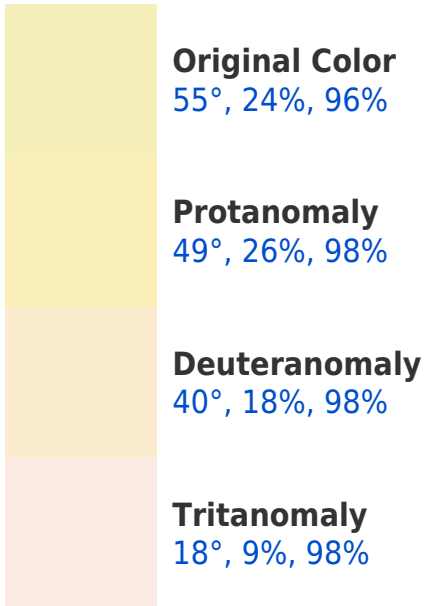 Original Color
55°, 24%, 96%
Protanomaly
49°, 26%, 98%
Deuteranomaly
40°, 18%, 98%
Tritanomaly
18°, 9%, 98%